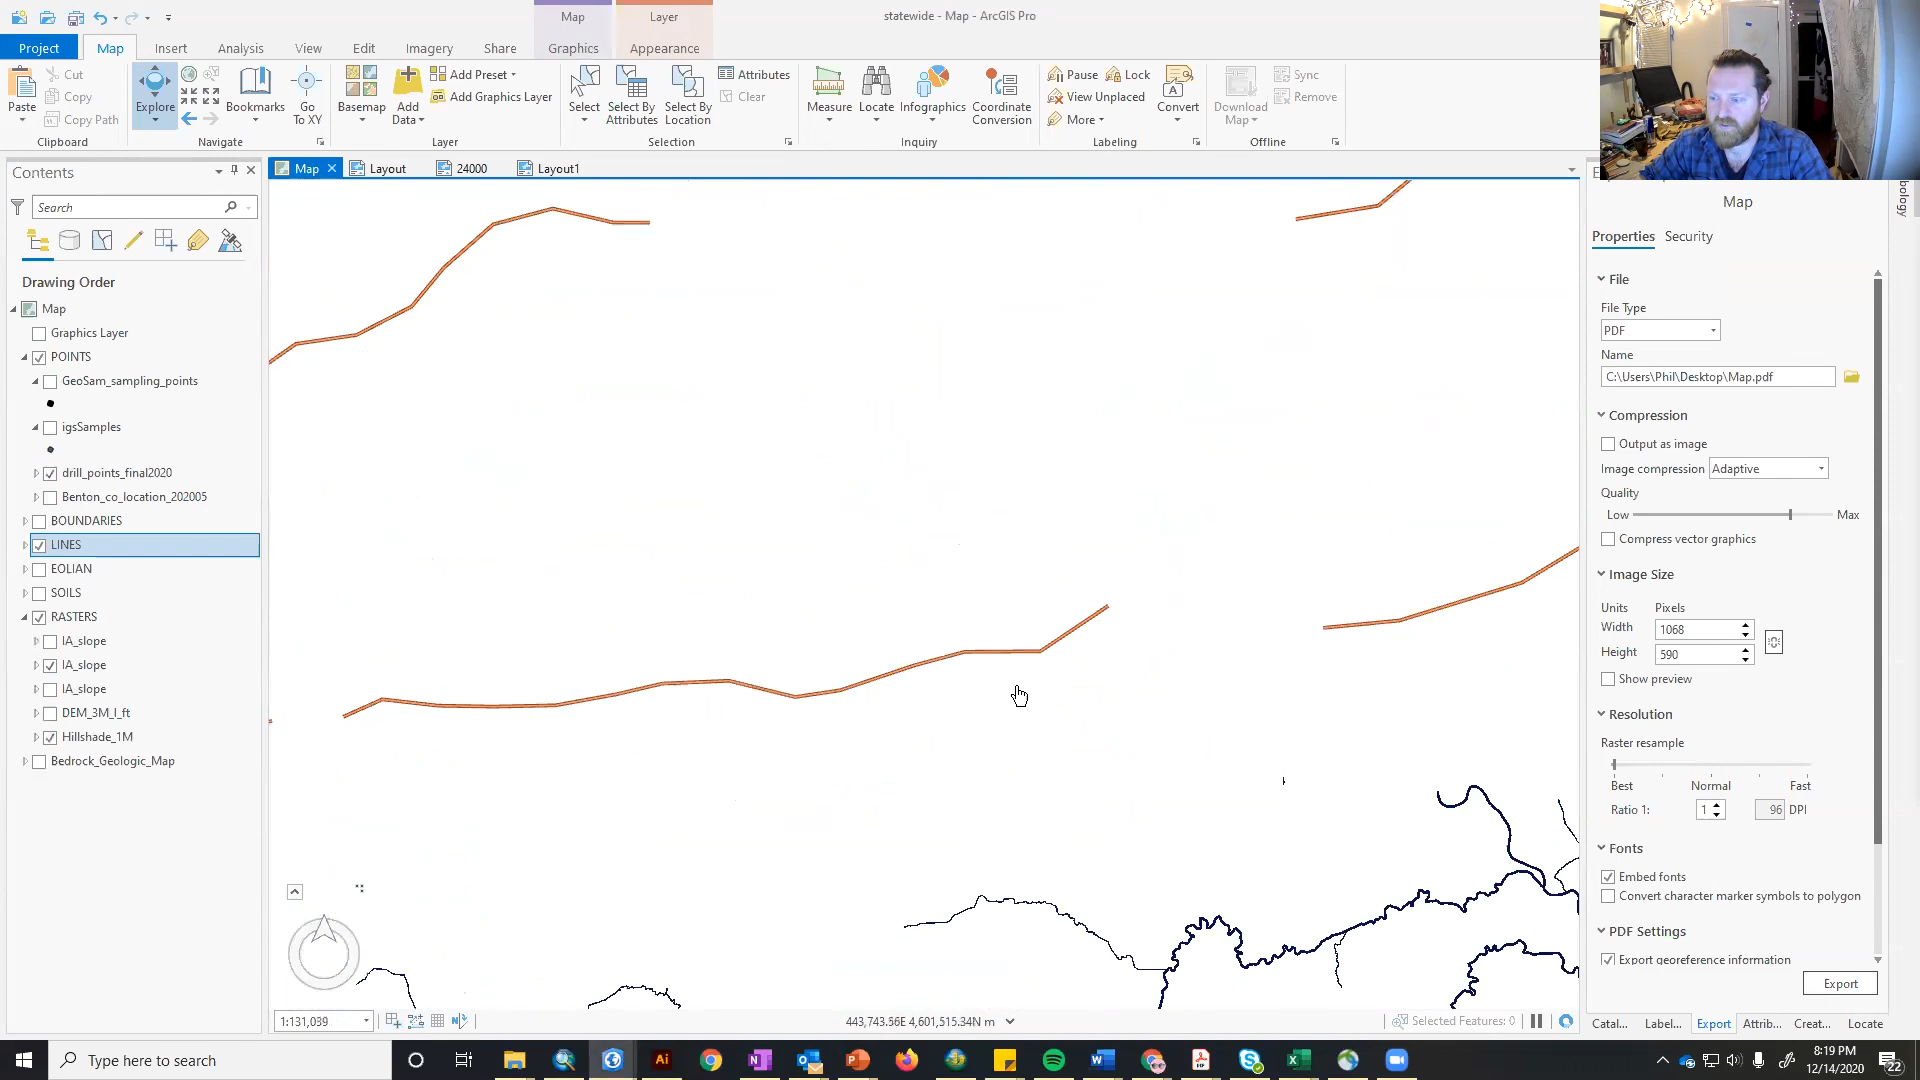 statewide - Map - ArcGIS Pro
Map
Layer
Project
Map
Insert
Analysis
View
Edit
Imagery
Share
Graphics
Appearance
Paste
Cut
Copy
Copy Path
Clipboard
Explore
Bookmarks
Go
To XY
Navigate
Basemap
Add
Data
Add Preset
Add Graphics Layer
Layer
Select
Select By
Attributes
Select By
Location
Attributes
Clear
Selection
Measure
Locate
Infographics
Coordinate
Conversion
Inquiry
Pause
Lock
View Unplaced
More
Convert
Labeling
Download
Map
Sync
Remove
Offline
Contents
Search
Drawing Order
Map
Graphics Layer
POINTS
GeoSam_sampling_points
igsSamples
drill_points_final2020
Benton_co_location_202005
BOUNDARIES
LINES
EOLIAN
SOILS
RASTERS
IA_slope
IA_slope
IA_slope
DEM_3M_I_ft
Hillshade_1M
Bedrock_Geologic_Map
Map
Layout
24000
Layout1
1:131,039
443,743.56E 4,601,515.34N m
Selected Features: 0
Map
Properties
Security
File
File Type
PDF
Name
C:\Users\Phil\Desktop\Map.pdf
Compression
Output as image
Image compression
Adaptive
Quality
Low
Max
Compress vector graphics
Image Size
Units
Pixels
Width
1068
Height
590
Show preview
Resolution
Raster resample
Best
Normal
Fast
Ratio 1:
1
96
DPI
Fonts
Embed fonts
Convert character marker symbols to polygon
PDF Settings
Export georeference information
Export
Catal...
Label...
Export
Attrib...
Creat...
Locate
Type here to search
8:19 PM
12/14/2020
22